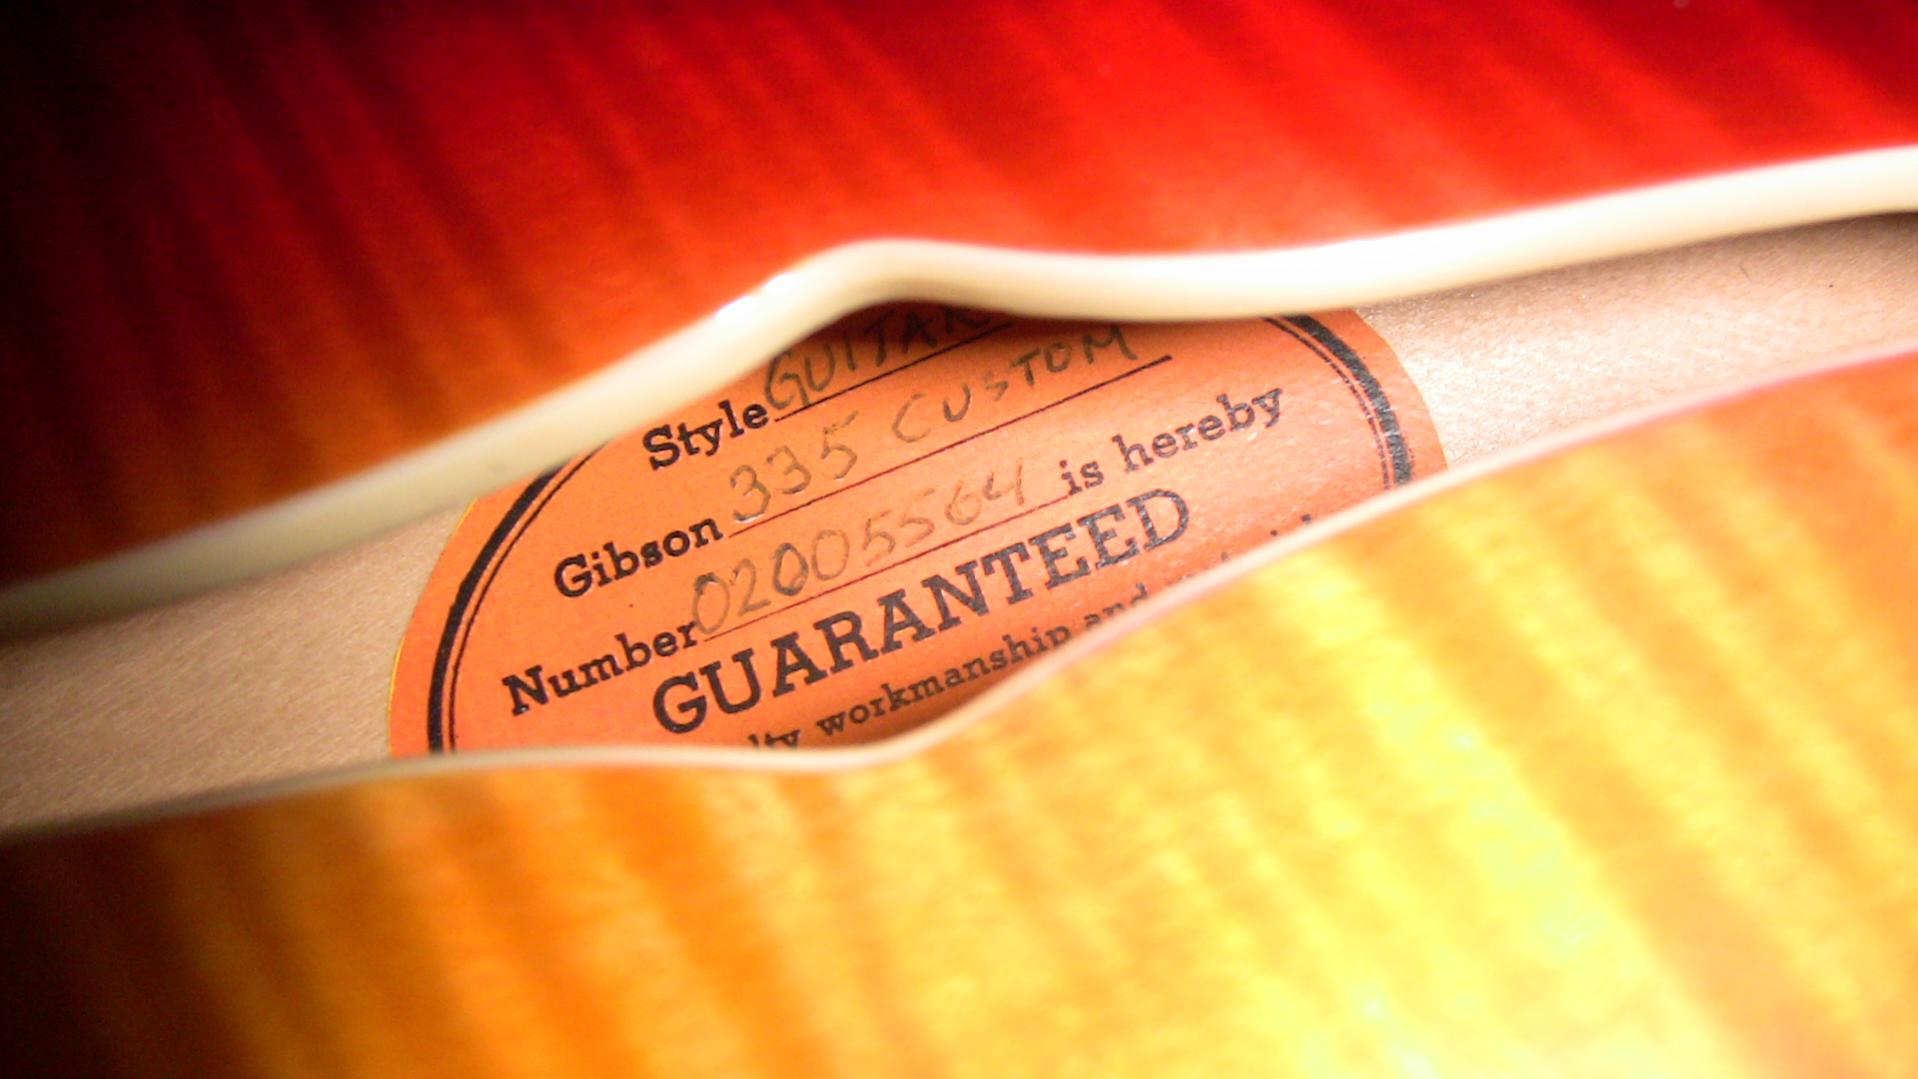 Style GUITAR
Gibson 335 CUSTOM
Number 02005564 is hereby
GUARANTEED
workmanship and